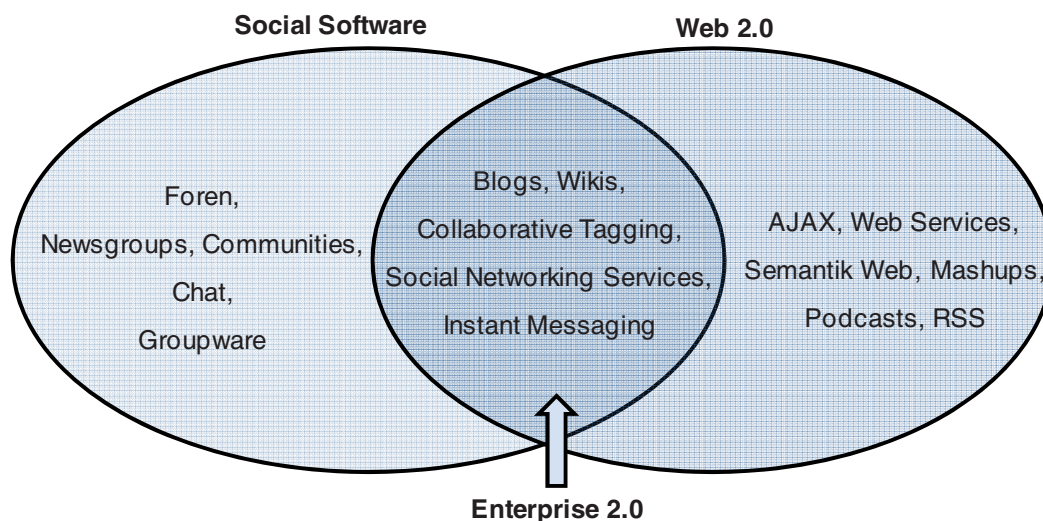 Social Software
Web 2.0
Foren,
Newsgroups, Communities,
Chat,
Groupware
Blogs, Wikis,
Collaborative Tagging,
Social Networking Services,
Instant Messaging
AJAX, Web Services,
Semantik Web, Mashups,
Podcasts, RSS
Enterprise 2.0